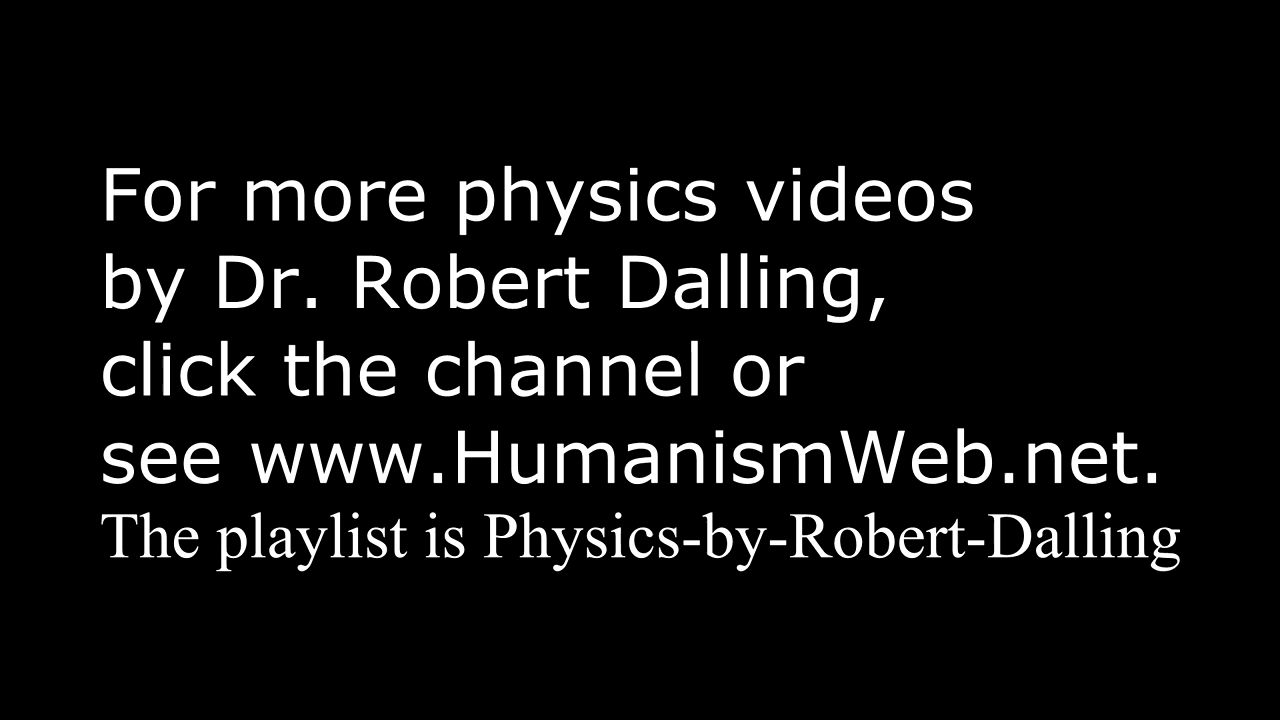 For more physics videos
by Dr. Robert Dalling,
click the channel or
see www.HumanismWeb.net.
The playlist is Physics-by-Robert-Dalling